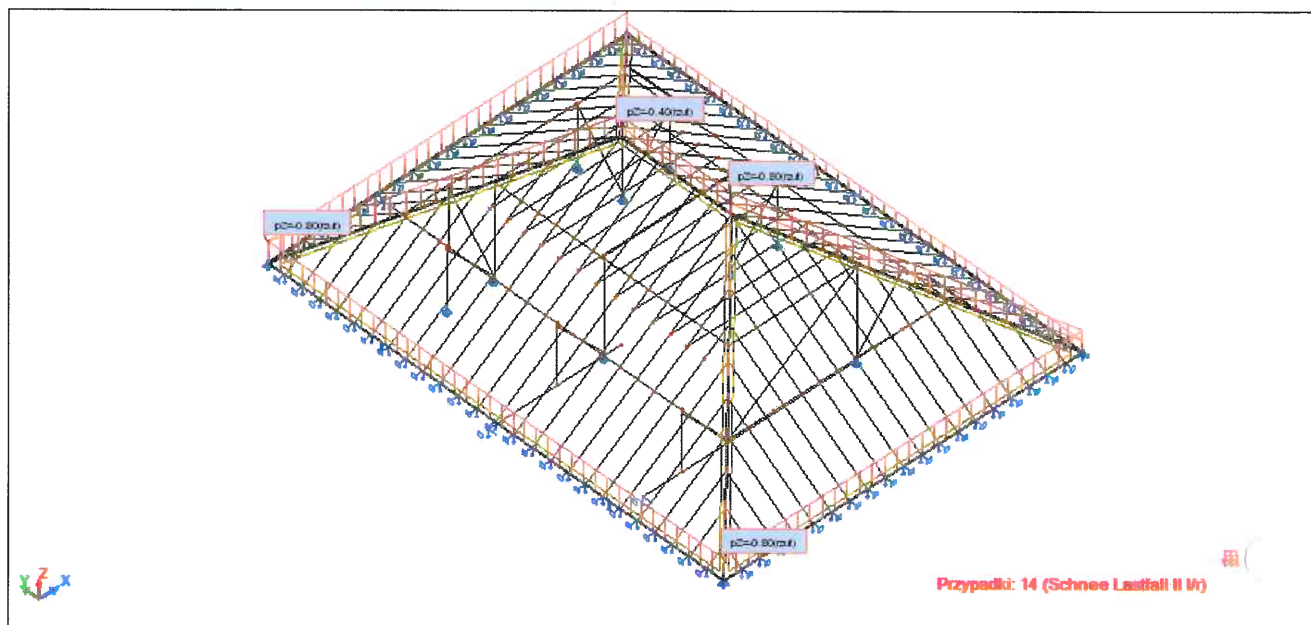 pZ=-0.40(rzut)
pZ=-0.80(rzut)
pZ=-0.80(rzut)
pZ=-0.80(rzut)
Z
Y
X
Przypadki: 14 (Schnee Lastfall II l/r)